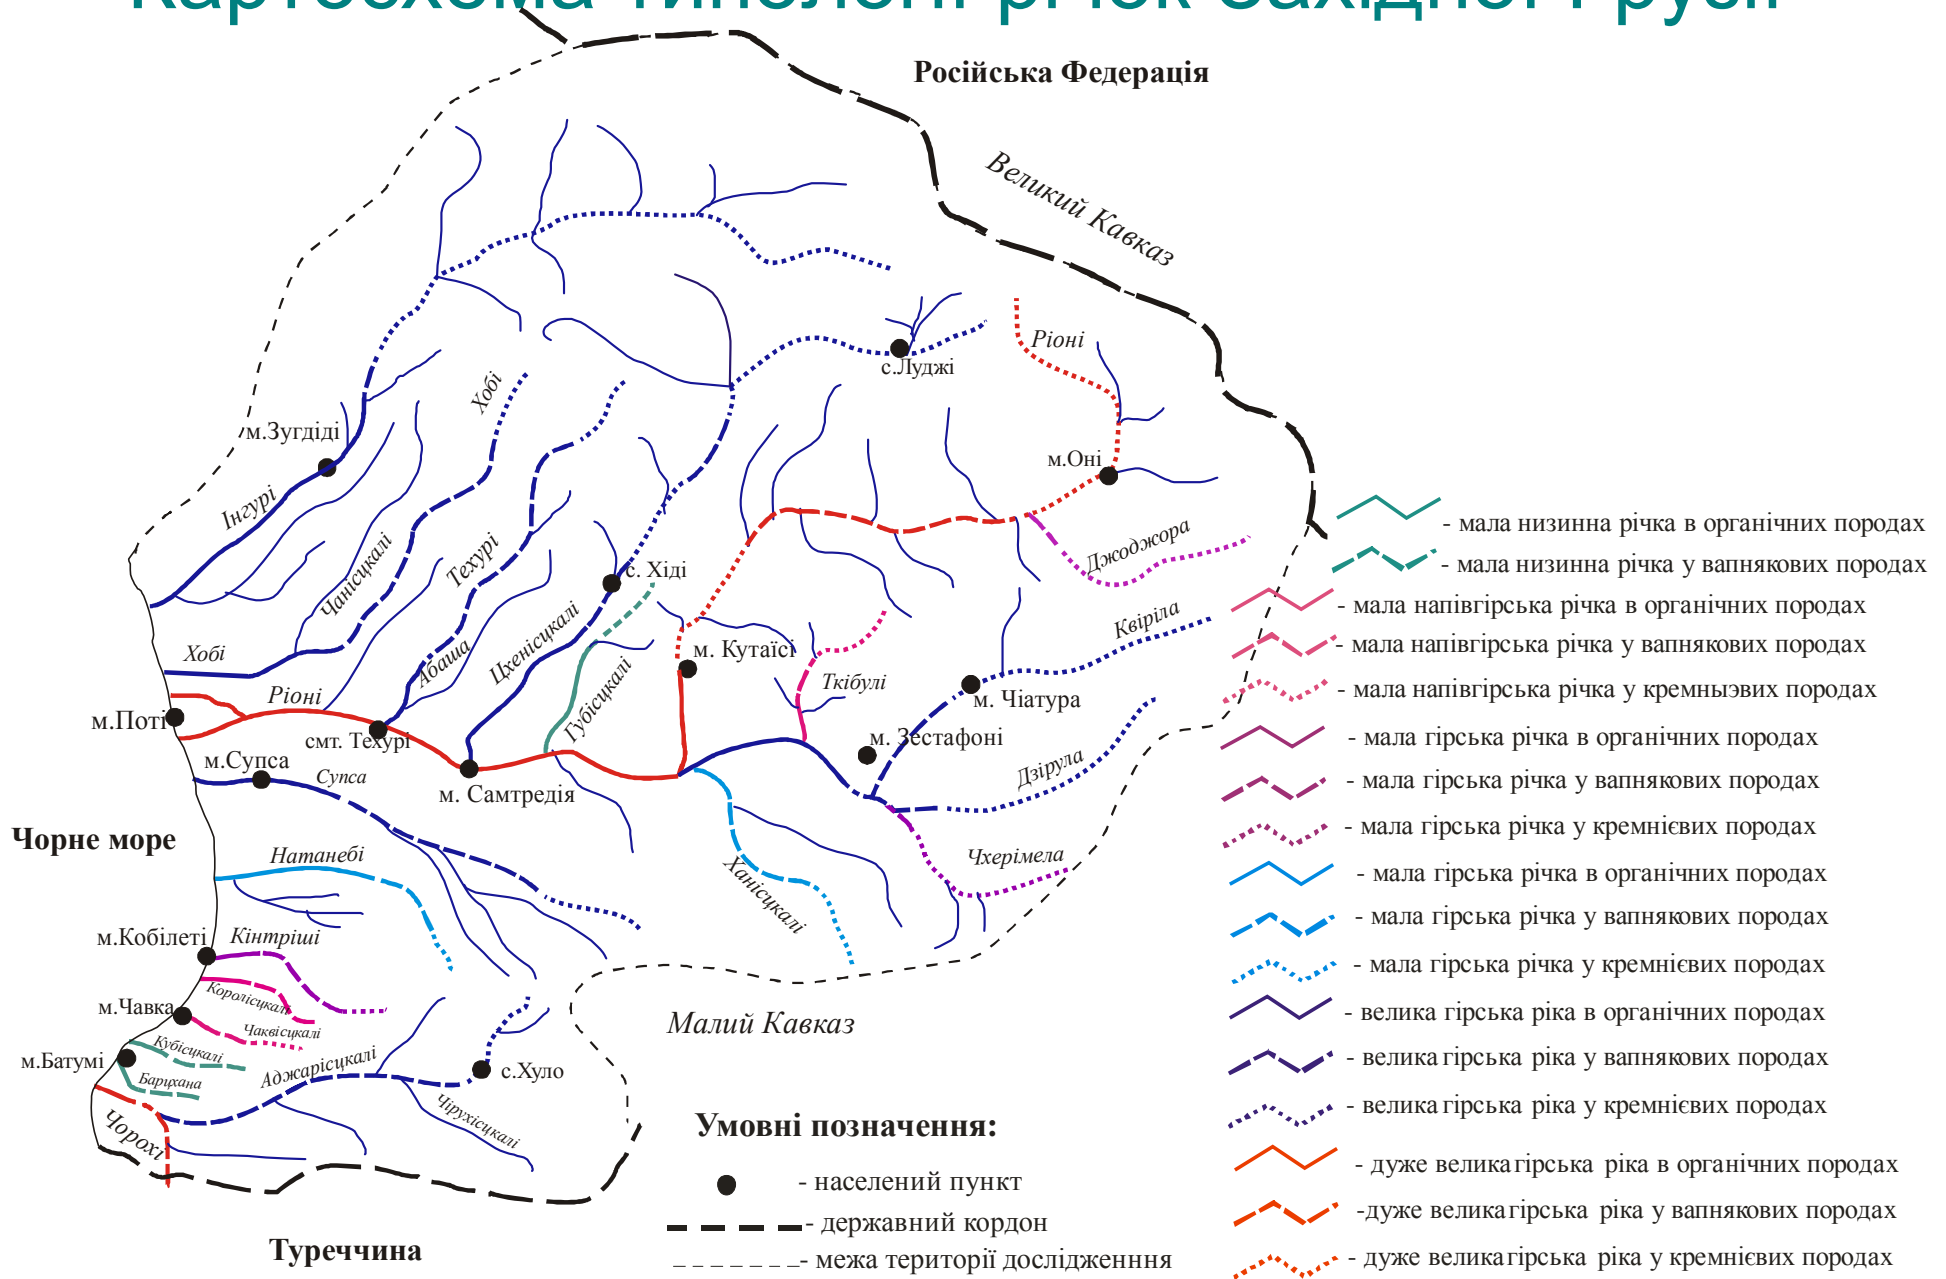 Картосхема типології річок Західної Грузії
Російська Федерація
Великий Кавказ
Ріоні
с.Луджі
Хобі
м.Зугдіді
м.Оні
Інгурі
Джоджора
Чанісцкалі
Техурі
с. Хіді
Квіріла
Цхенісцкалі
Хобі
Абаша
м. Кутаїсі
Ткібулі
Ріоні
Губісцкалі
м. Чіатура
м.Поті
смт. Техурі
м. Зестафоні
м.Супса
Супса
Дзірула
м. Самтредія
Чорне море
Натанебі
Чхерімела
Ханісцкалі
м.Кобілеті
Кінтріші
Королісцкалі
м.Чавка
Чаквісцкалі
Малий Кавказ
Кубісцкалі
м.Батумі
Аджарісцкалі
с.Хуло
Барцхана
Чорохі
Чірухісцкалі
Туреччина
Умовні позначення:
- населений пункт
- державний кордон
- межа території дослідженння
- мала низинна річка в органічних породах
- мала низинна річка у вапнякових породах
- мала напівгірська річка в органічних породах
- мала напівгірська річка у вапнякових породах
- мала напівгірська річка у кремныэвих породах
- мала гірська річка в органічних породах
- мала гірська річка у вапнякових породах
- мала гірська річка у кремнієвих породах
- мала гірська річка в органічних породах
- мала гірська річка у вапнякових породах
- мала гірська річка у кремнієвих породах
- велика гірська ріка в органічних породах
- велика гірська ріка у вапнякових породах
- велика гірська ріка у кремнієвих породах
- дуже велика гірська ріка в органічних породах
-дуже велика гірська ріка у вапнякових породах
- дуже велика гірська ріка у кремнієвих породах